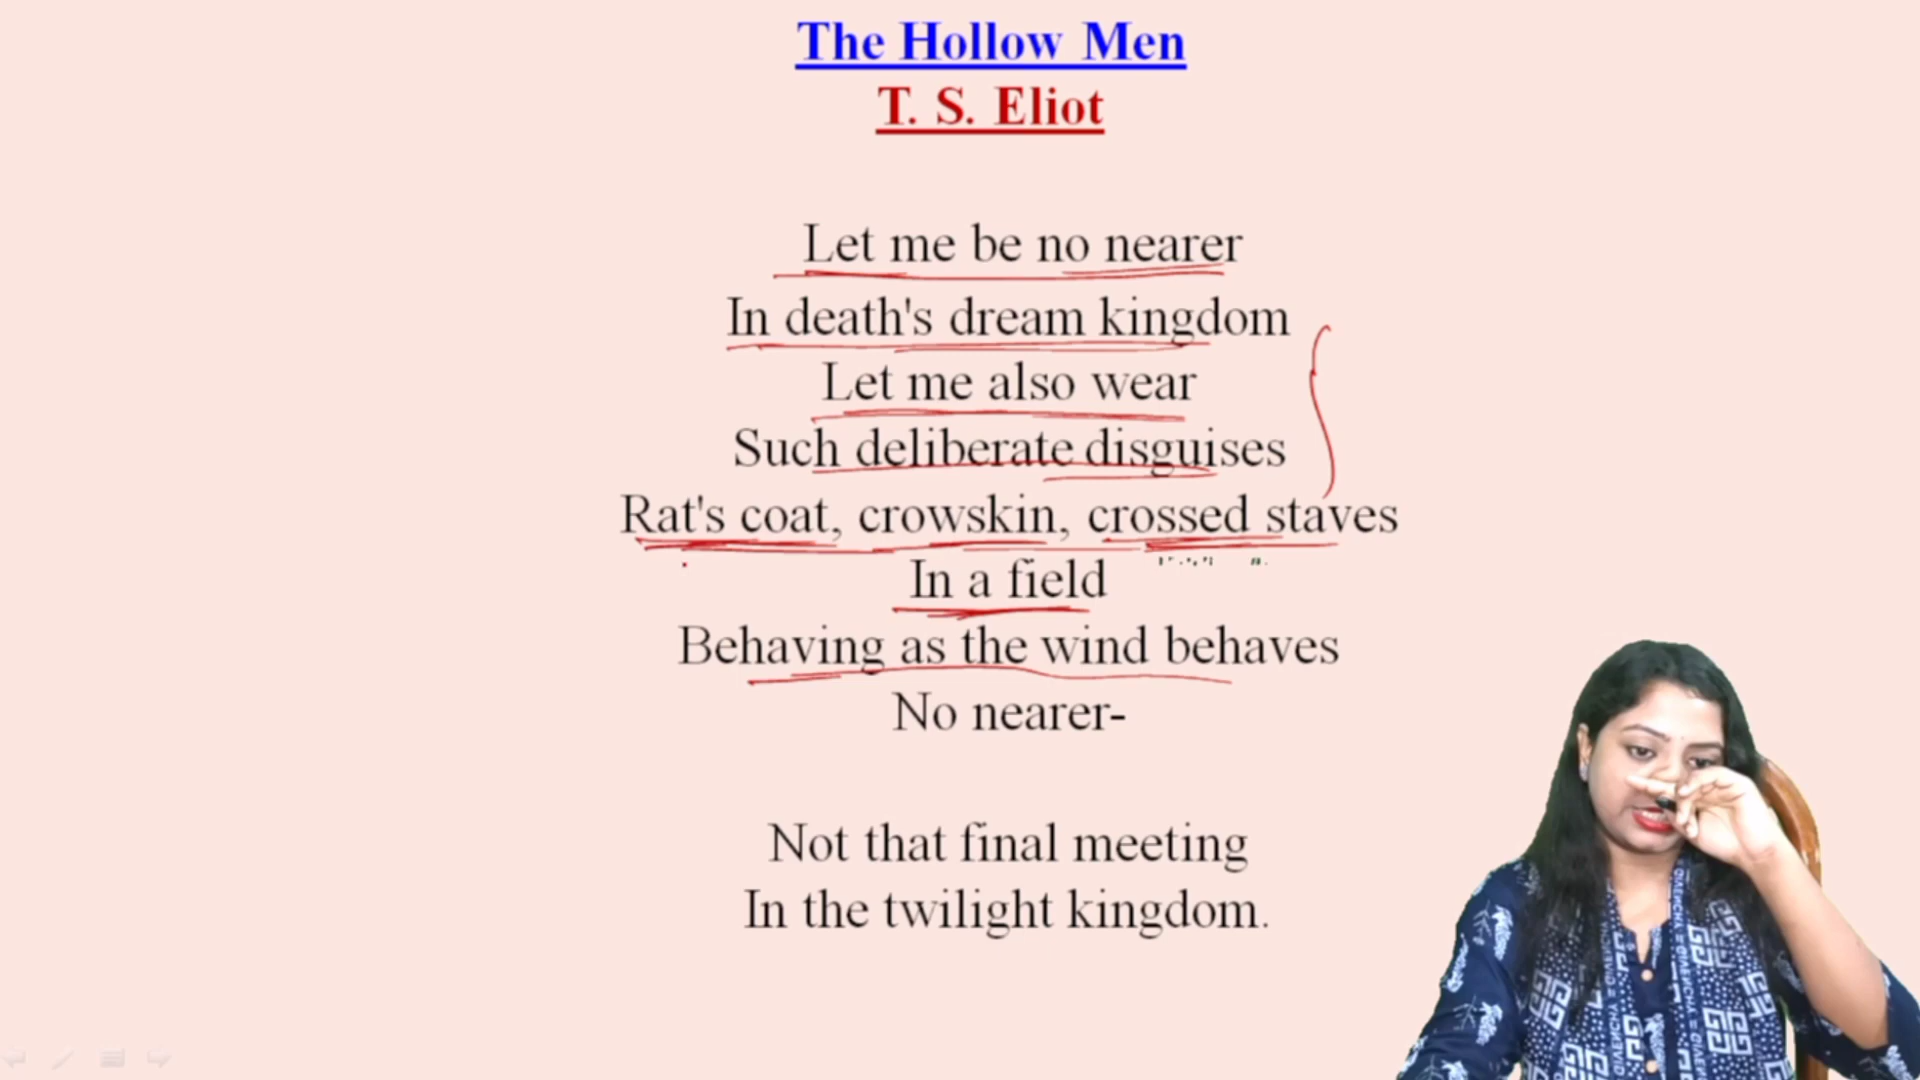 The Hollow Men
T. S. Eliot
Let me be no nearer
In death's dream kingdom
Let me also wear
Such deliberate disguises
Rat's coat, crowskin, crossed staves
In a field
Behaving as the wind behaves
No nearer-
Not that final meeting
In the twilight kingdom.